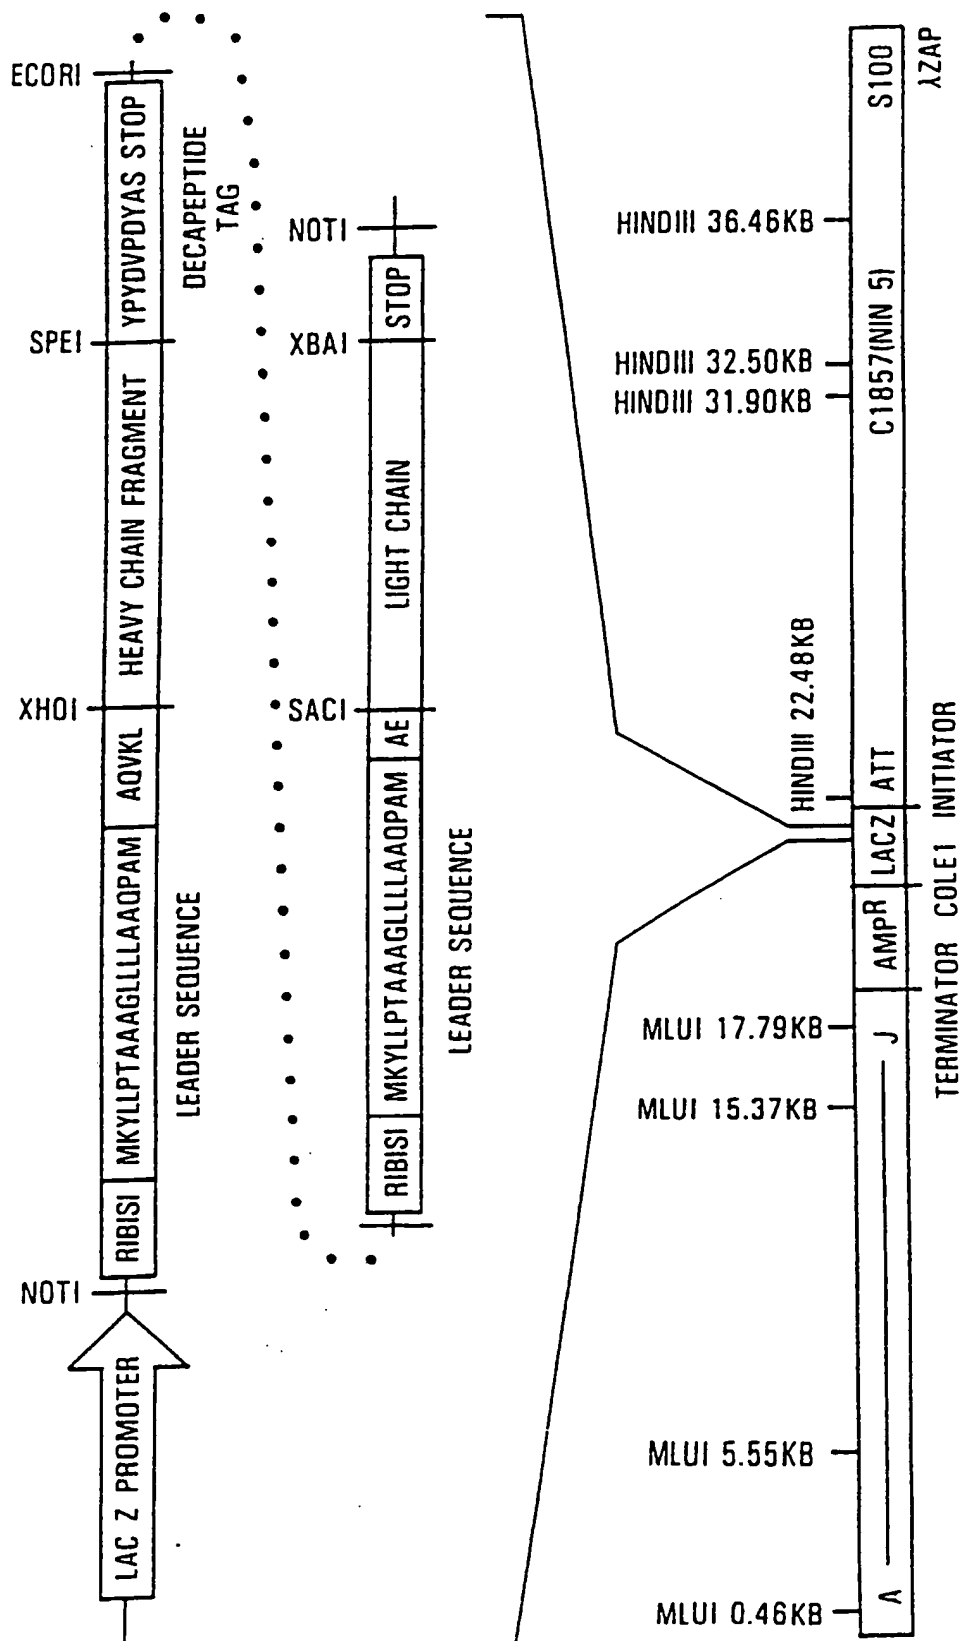 LAC Z PROMOTER
NOTI
RIBISI
MKYLLPTAAAGLLLLAAQPAM
AQVKL
XHOI
HEAVY CHAIN FRAGMENT
SPEI
YPYDVPDYAS STOP
ECORI
LEADER SEQUENCE
DECAPEPTIDE
TAG
RIBISI
MKYLLPTAAAGLLLLAAQPAM
AE
SACI
LIGHT CHAIN
XBAI
STOP
NOTI
LEADER SEQUENCE
MLUI 0.46KB
MLUI 5.55KB
MLUI 15.37KB
MLUI 17.79KB
HINDIII 22.48KB
HINDIII 31.90KB
HINDIII 32.50KB
HINDIII 36.46KB
A
J
AMPR
LACZ
ATT
C1857(NIN 5)
S100
TERMINATOR COLE1 INITIATOR
λZAP